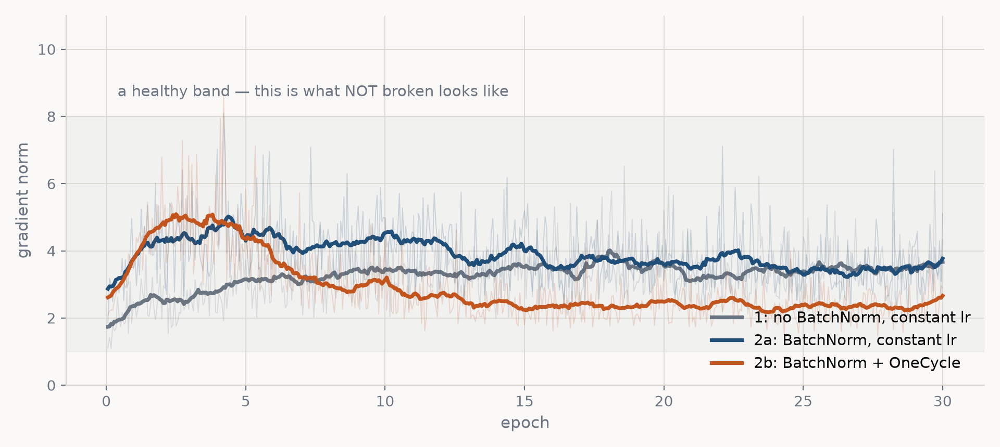 10
a healthy band — this is what NOT broken looks like
8
6
4
2
0
gradient norm
1: no BatchNorm, constant lr
2a: BatchNorm, constant lr
2b: BatchNorm + OneCycle
0 5 10 15 20 25 30
epoch